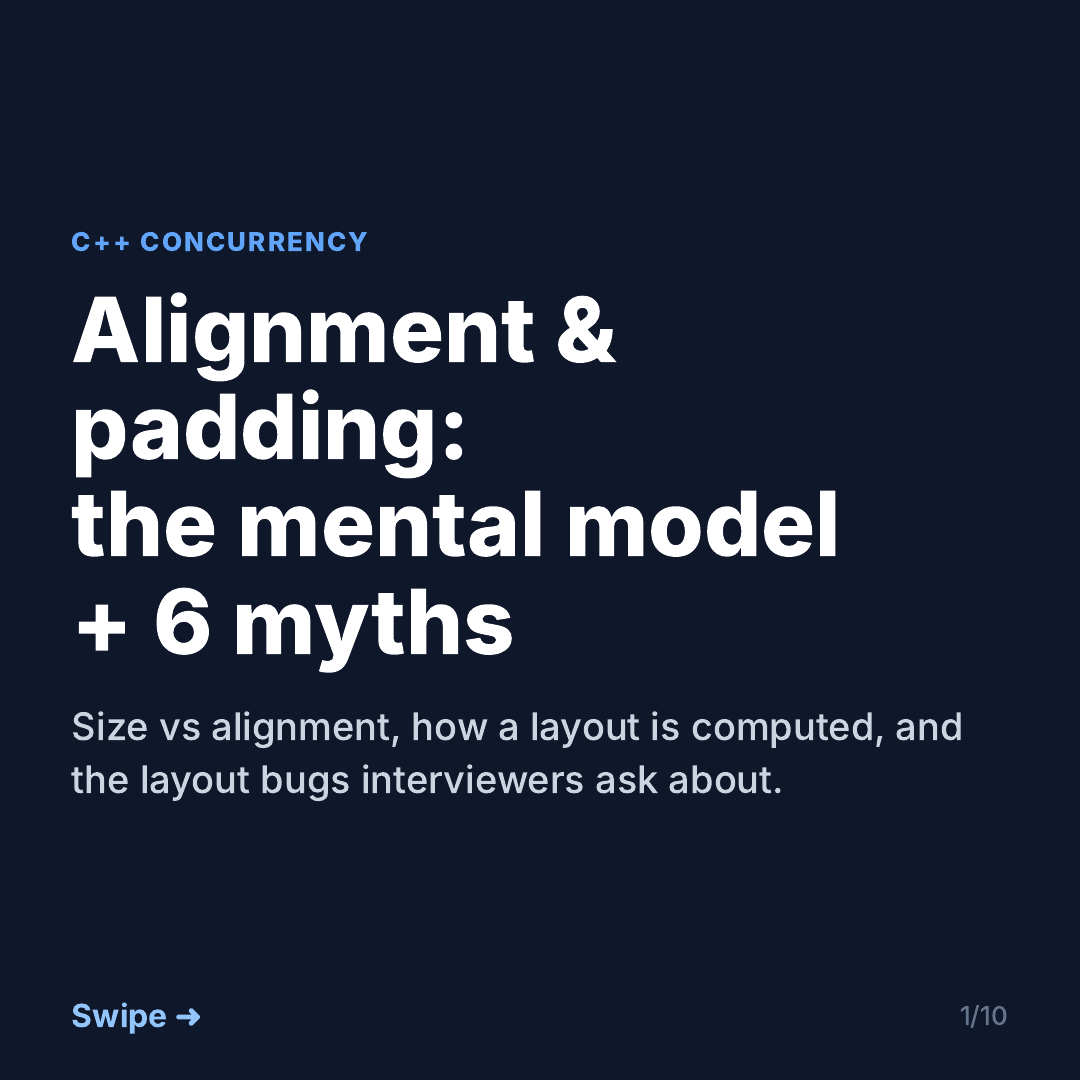 C++ CONCURRENCY
Alignment &
padding:
the mental model
+ 6 myths
Size vs alignment, how a layout is computed, and
the layout bugs interviewers ask about.
Swipe ➜
1/10